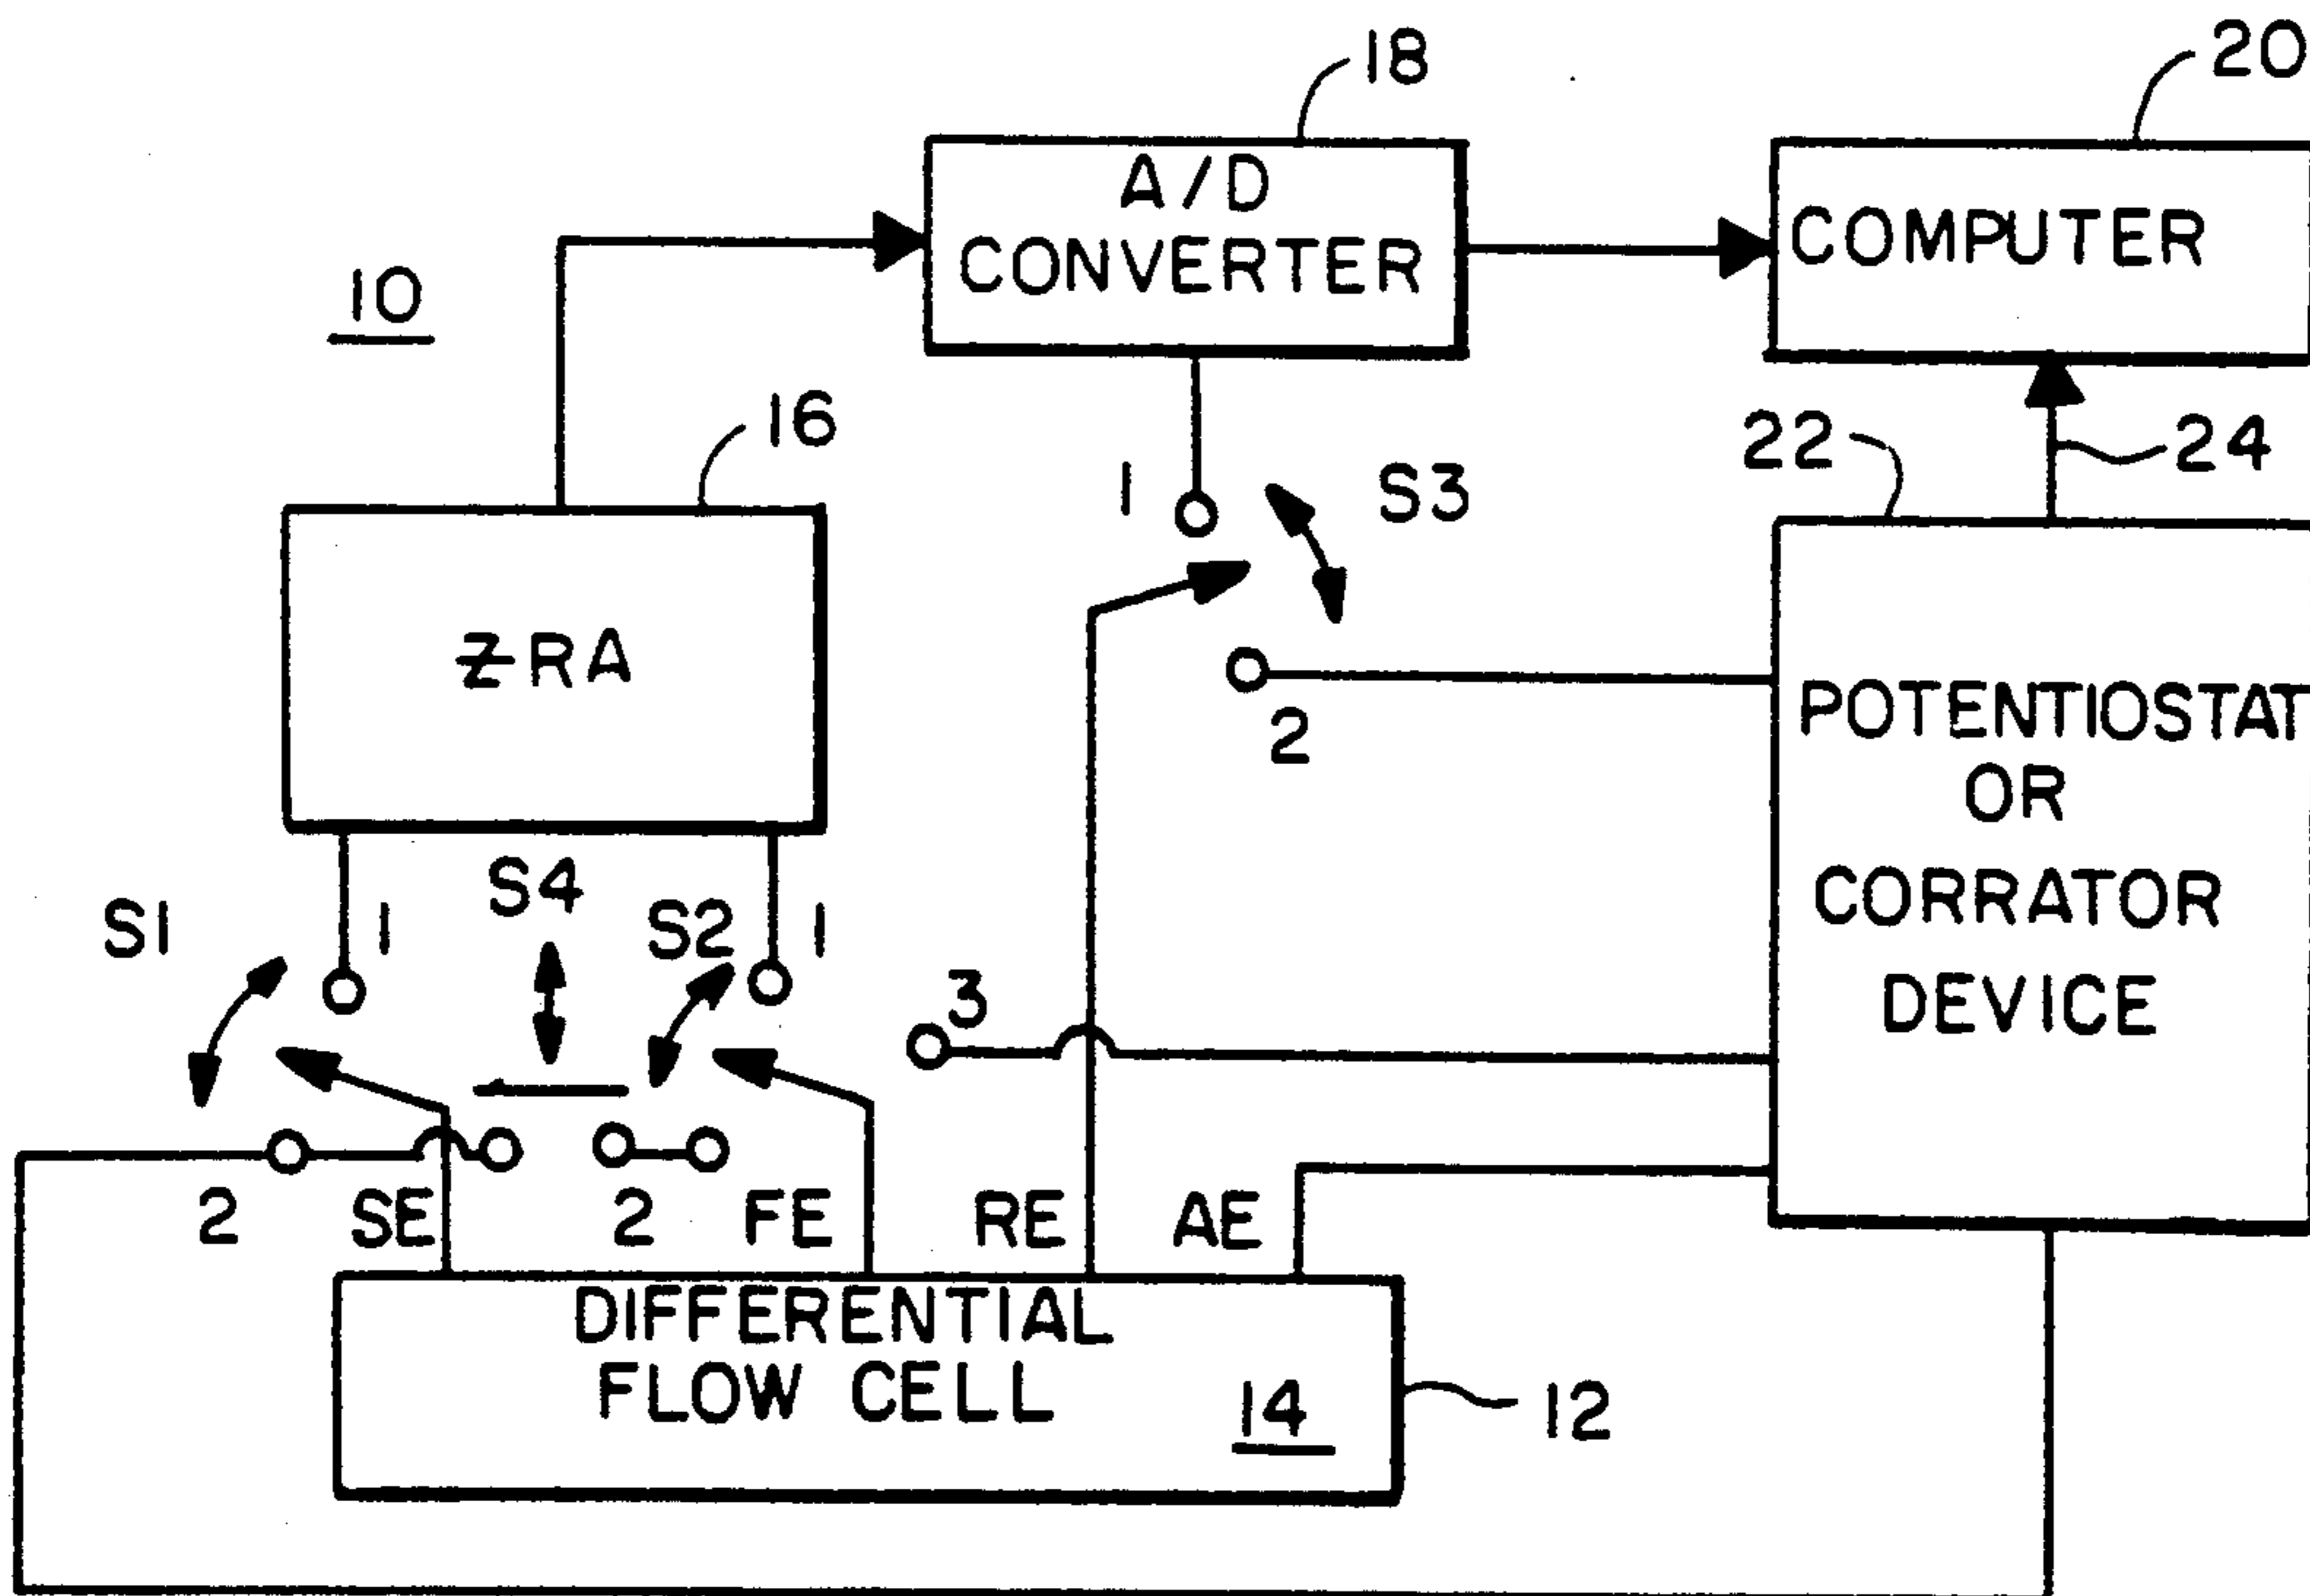 18
20
A/D
CONVERTER
COMPUTER
10
16
22
24
1
S3
ZRA
2
POTENTIOSTAT
OR
CORRATOR
DEVICE
S1
1
S4
S2
1
3
2
SE
2
FE
RE
AE
DIFFERENTIAL
FLOW CELL
14
12